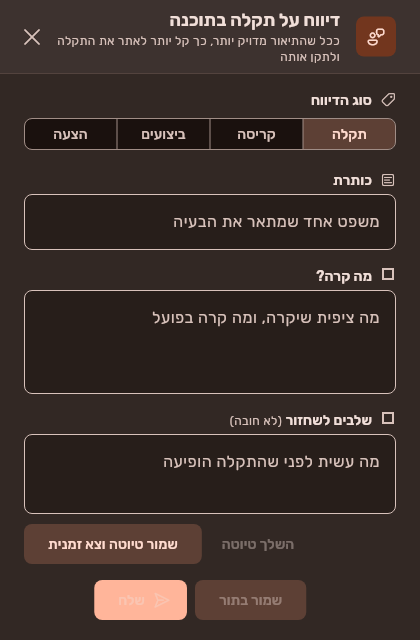 דיווח על תקלה בתוכנה
ככל שהתיאור מדויק יותר, כך קל יותר לאתר את התקלה
ולתקן אותה
סוג הדיווח
תקלה קריסה ביצועים הצעה
כותרת
משפט אחד שמתאר את הבעיה
מה קרה?
מה ציפית שיקרה, ומה קרה בפועל
שלבים לשחזור (לא חובה)
מה עשית לפני שהתקלה הופיעה
השלך טיוטה שמור טיוטה וצא זמנית
שמור בתור שלח